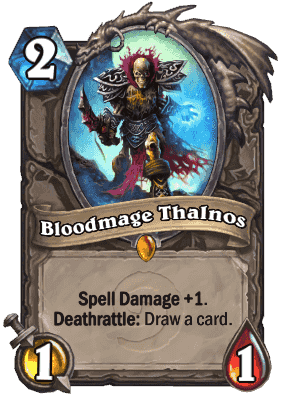 2
Bloodmage Thalnos
Spell Damage +1.
Deathrattle: Draw a card.
1
1